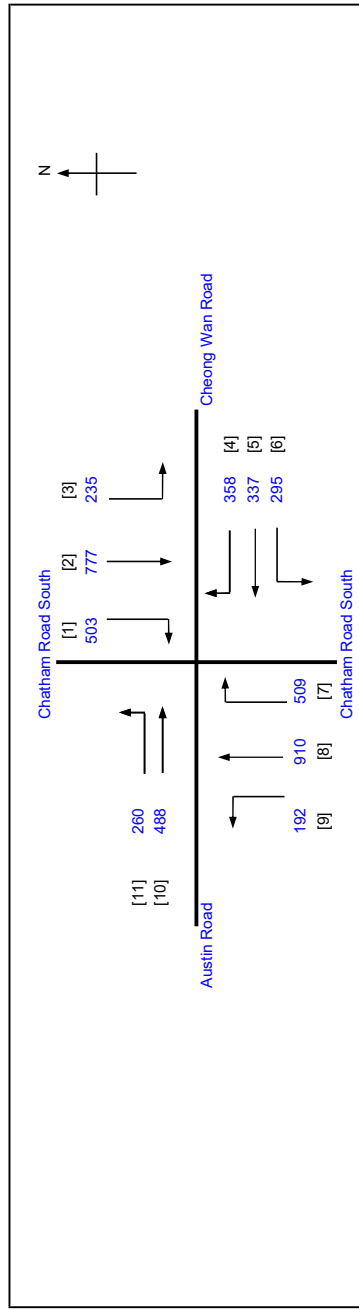 N
Chatham Road South
[1] [2] [3]
503 777 235
[11] 260
[10] 488
Austin Road
Cheong Wan Road
358 [4]
337 [5]
295 [6]
192 910 509
[9] [8] [7]
Chatham Road South